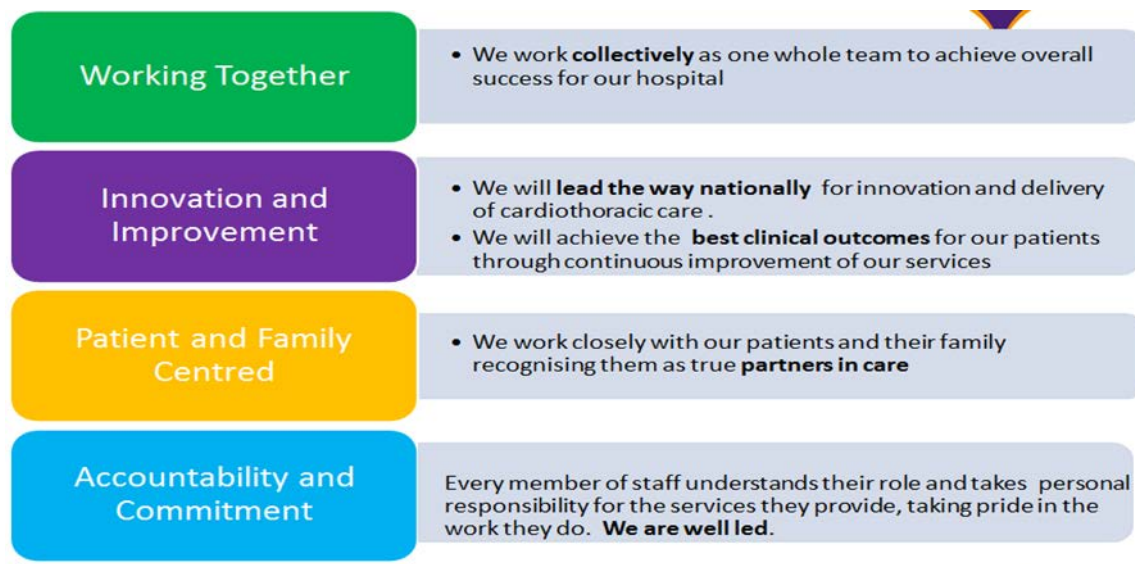 Working Together
• We work collectively as one whole team to achieve overall
success for our hospital
Innovation and
Improvement
• We will lead the way nationally for innovation and delivery
of cardiothoracic care .
• We will achieve the best clinical outcomes for our patients
through continuous improvement of our services
Patient and Family
Centred
• We work closely with our patients and their family
recognising them as true partners in care
Accountability and
Commitment
Every member of staff understands their role and takes personal
responsibility for the services they provide, taking pride in the
work they do. We are well led.